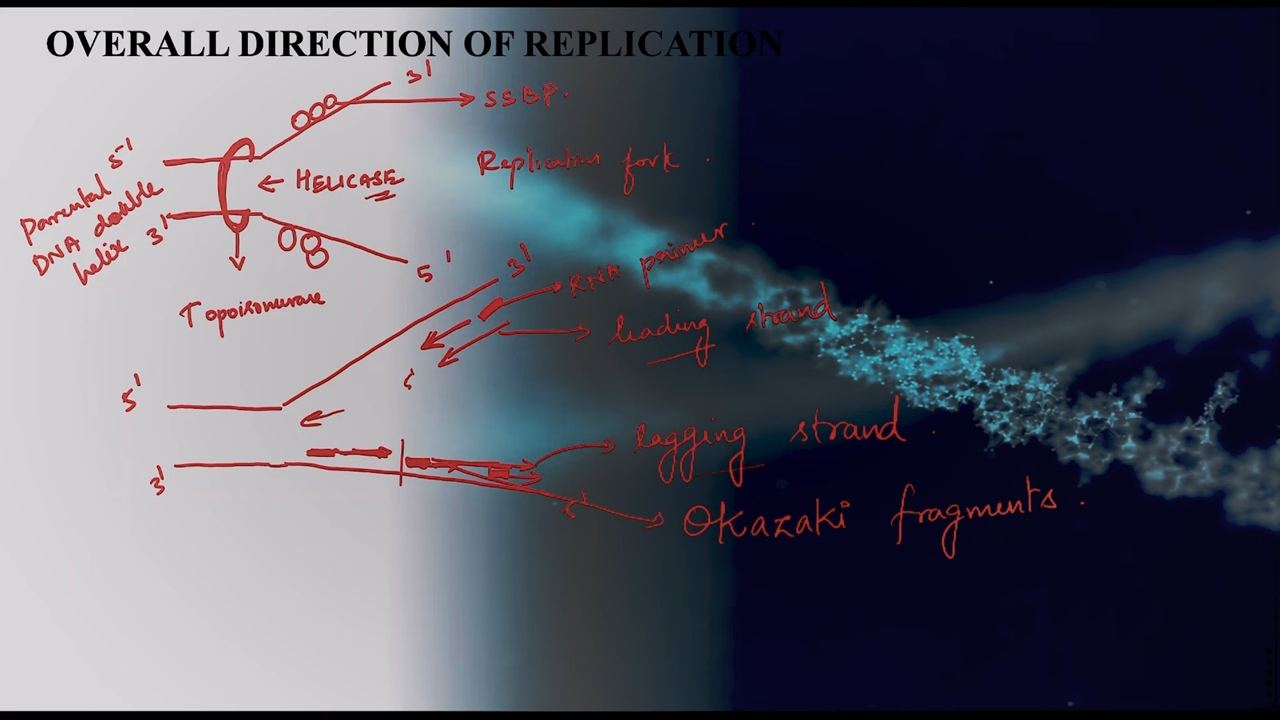 OVERALL DIRECTION OF REPLICATION
3'
SSBP.
5'
Replication fork.
Parental
DNA double
helix
← HELICASE
3'
5'
3'
RNA primer.
Topoisomerase
leading strand.
5'
lagging strand.
3'
Okazaki fragments.